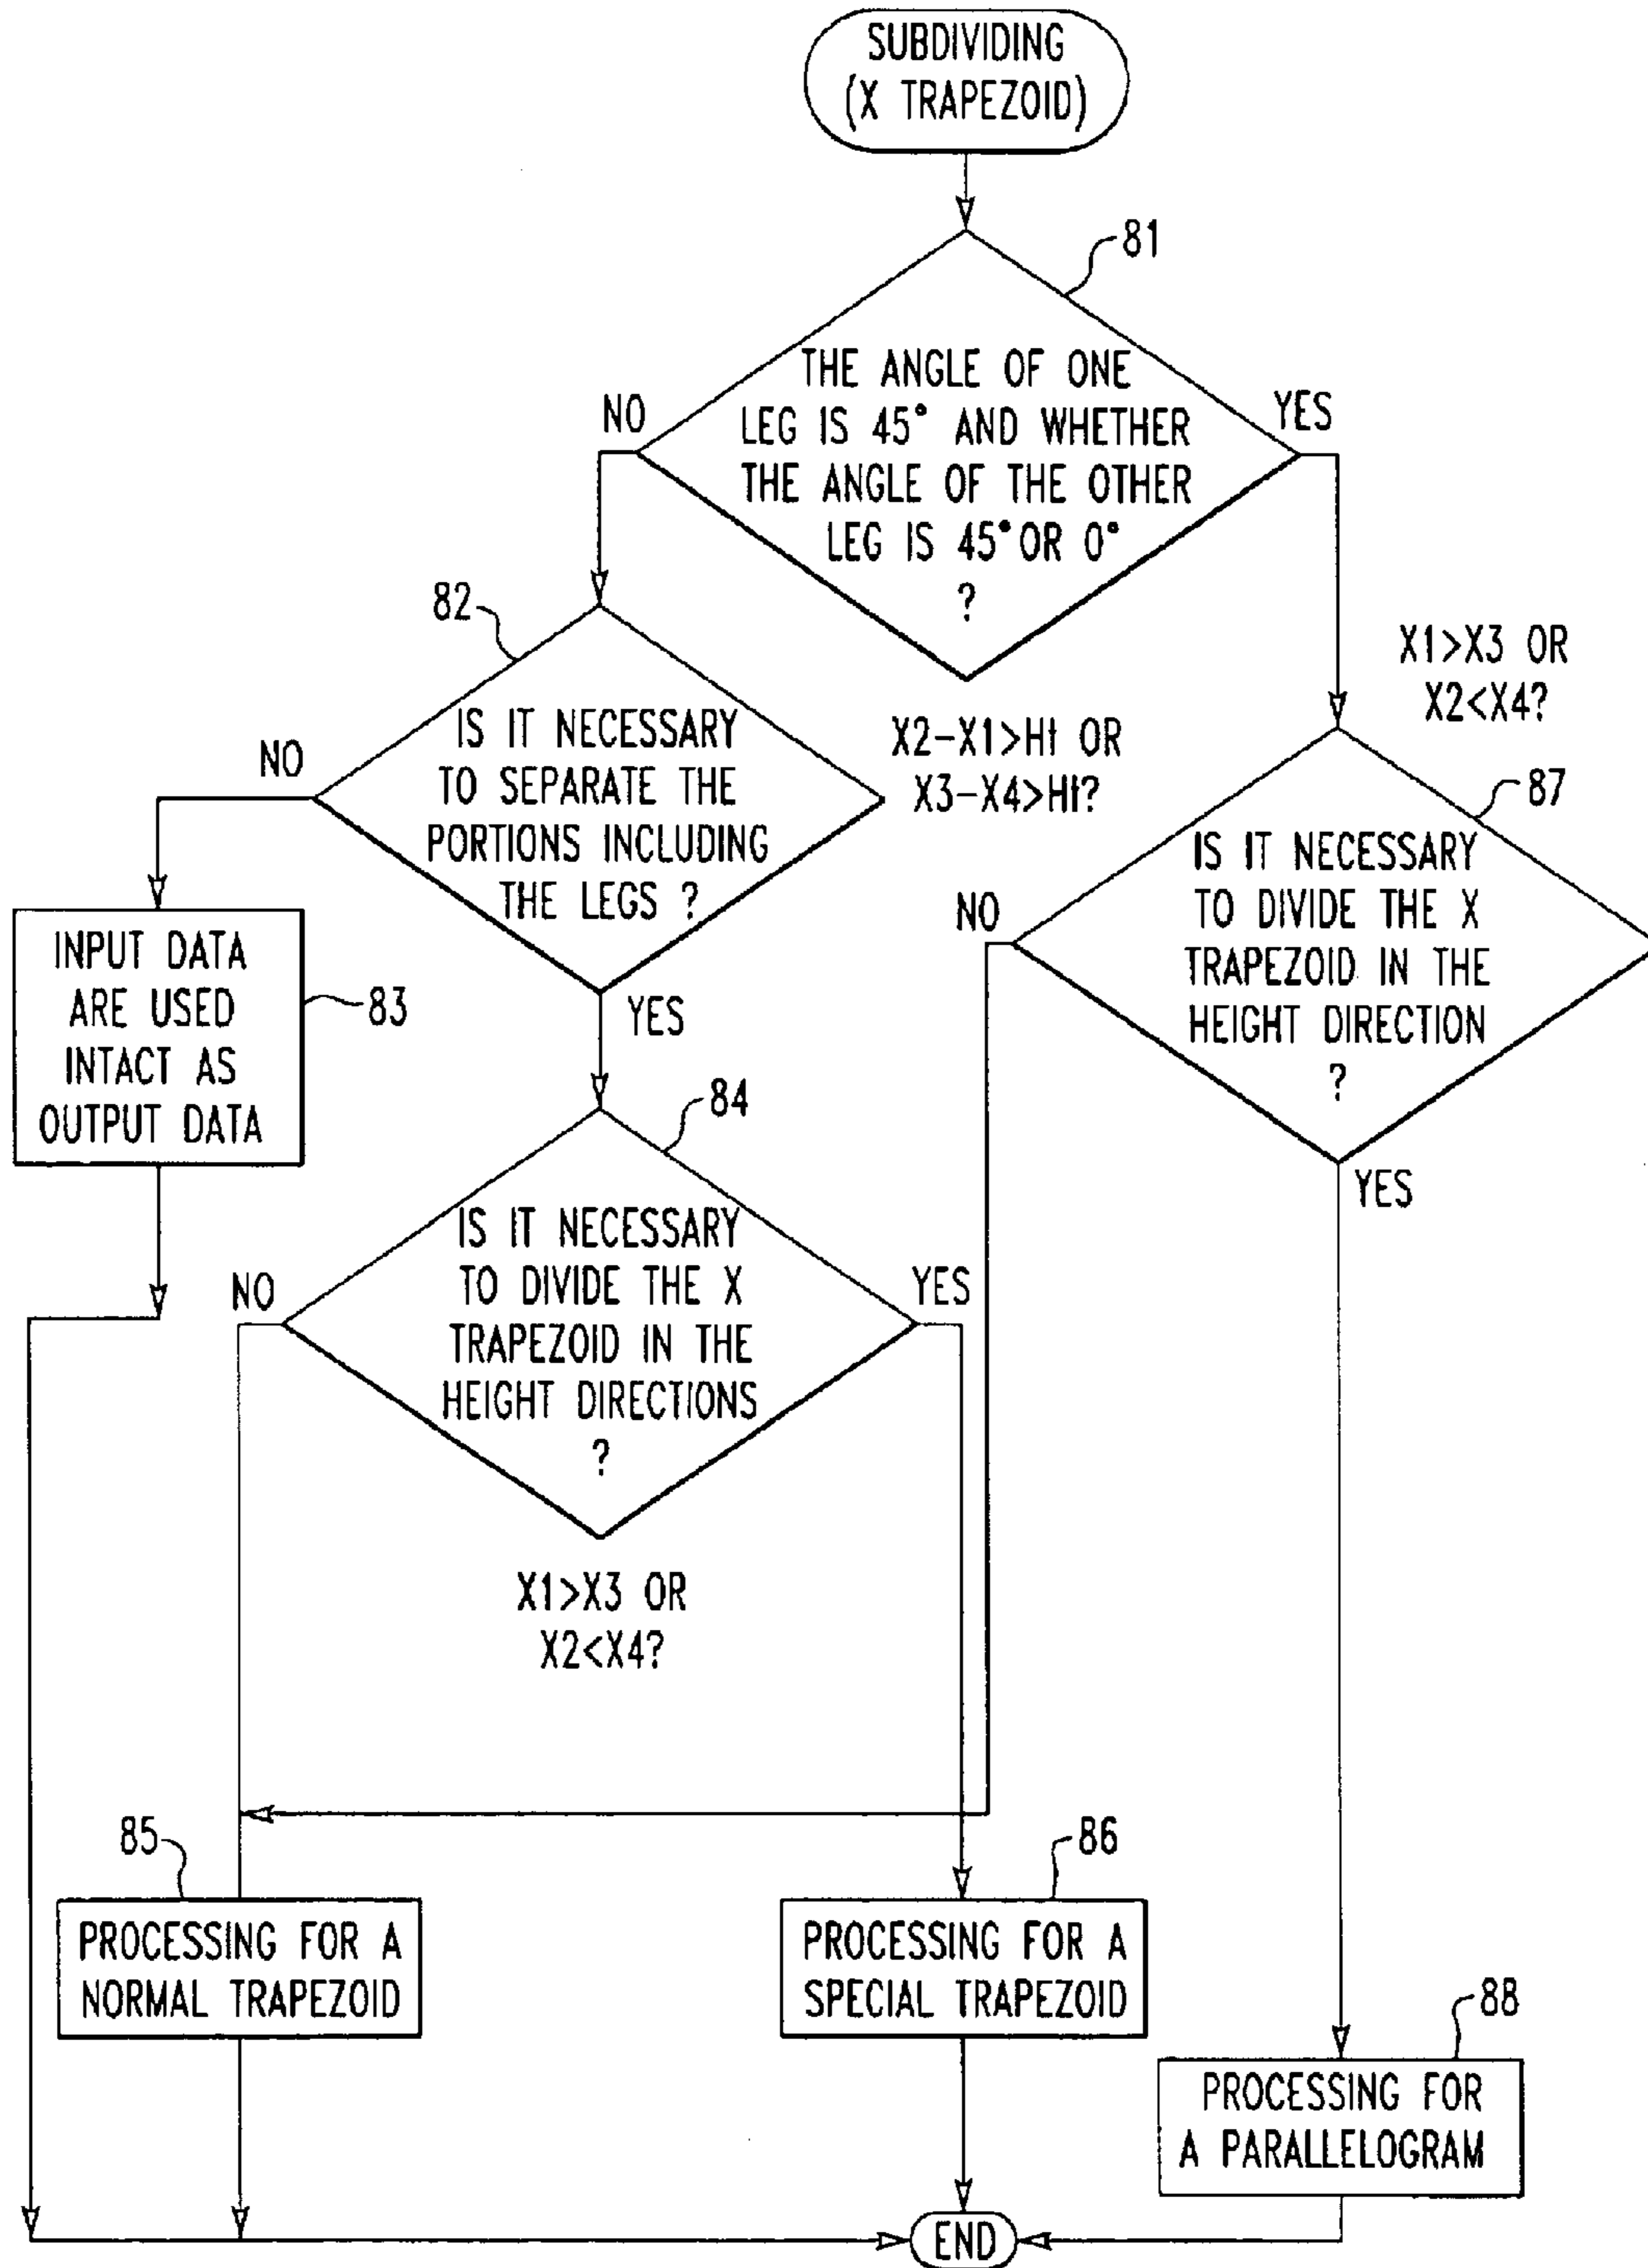 SUBDIVIDING
(X TRAPEZOID)
81
THE ANGLE OF ONE
LEG IS 45° AND WHETHER
THE ANGLE OF THE OTHER
LEG IS 45° OR 0°
?
NO
YES
82
IS IT NECESSARY
TO SEPARATE THE
PORTIONS INCLUDING
THE LEGS ?
NO
YES
X2-X1>Ht OR
X3-X4>Ht?
X1>X3 OR
X2<X4?
87
IS IT NECESSARY
TO DIVIDE THE X
TRAPEZOID IN THE
HEIGHT DIRECTION
?
NO
YES
INPUT DATA
ARE USED
INTACT AS
OUTPUT DATA
83
84
IS IT NECESSARY
TO DIVIDE THE X
TRAPEZOID IN THE
HEIGHT DIRECTIONS
?
NO
YES
X1>X3 OR
X2<X4?
85
PROCESSING FOR A
NORMAL TRAPEZOID
86
PROCESSING FOR A
SPECIAL TRAPEZOID
88
PROCESSING FOR
A PARALLELOGRAM
END